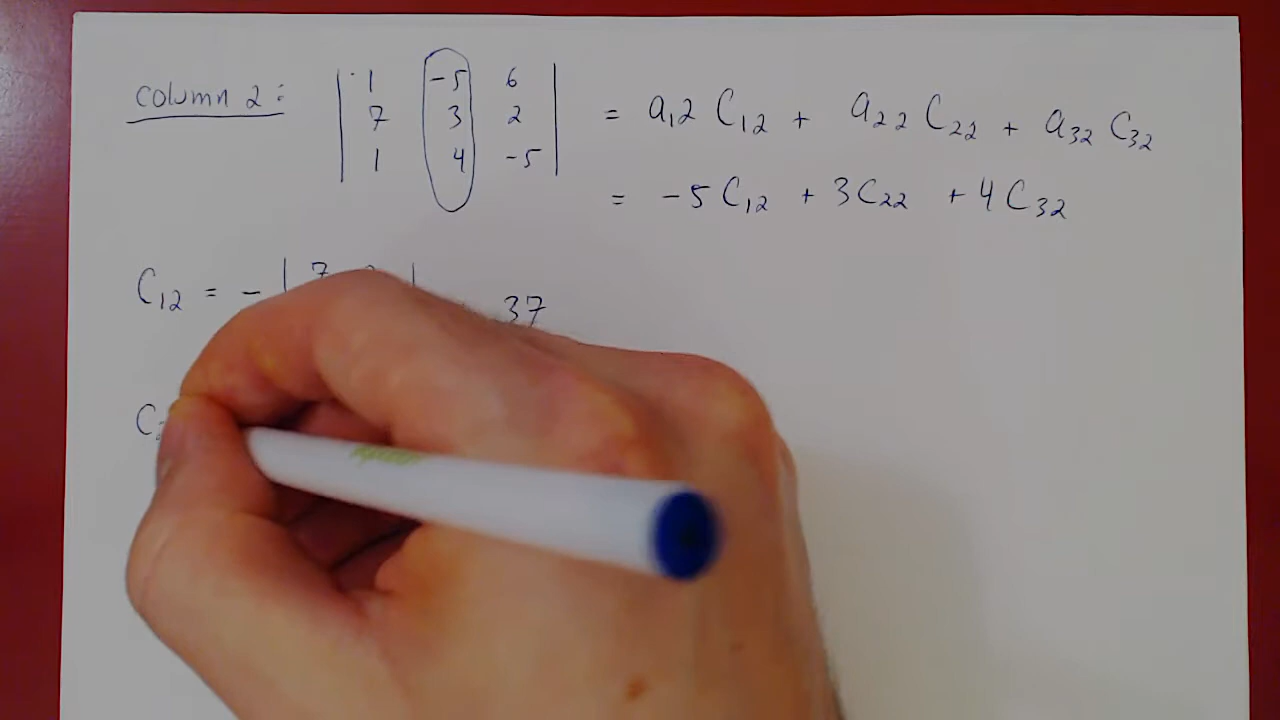 column 2: | 1 -5 6 | = a12 C12 + a22 C22 + a32 C32
| 7 3 2 | = -5 C12 + 3 C22 + 4 C32
| 1 4 -5 |
C12 = - | 7 37
C